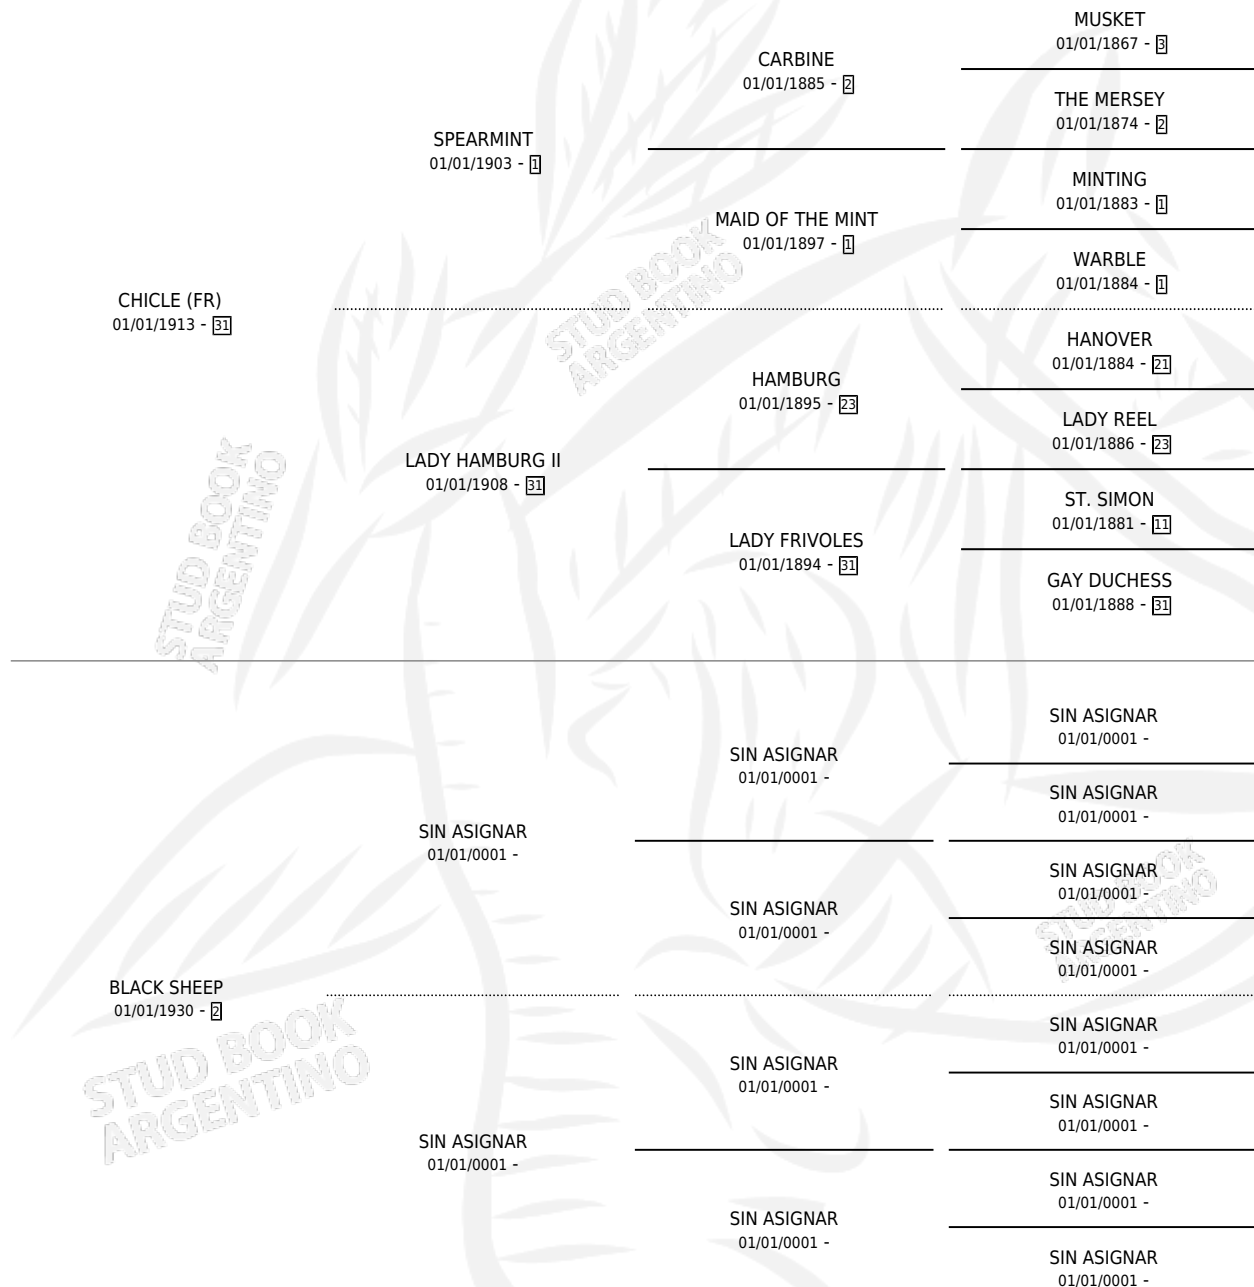 MUSKET
01/01/1867 - 3
CARBINE
01/01/1885 - 2
THE MERSEY
01/01/1874 - 2
SPEARMINT
01/01/1903 - 1
MINTING
01/01/1883 - 1
MAID OF THE MINT
01/01/1897 - 1
WARBLE
01/01/1884 - 1
CHICLE (FR)
01/01/1913 - 31
HANOVER
01/01/1884 - 21
HAMBURG
01/01/1895 - 23
LADY REEL
01/01/1886 - 23
LADY HAMBURG II
01/01/1908 - 31
ST. SIMON
01/01/1881 - 11
LADY FRIVOLES
01/01/1894 - 31
GAY DUCHESS
01/01/1888 - 31
SIN ASIGNAR
01/01/0001 -
SIN ASIGNAR
01/01/0001 -
SIN ASIGNAR
01/01/0001 -
SIN ASIGNAR
01/01/0001 -
SIN ASIGNAR
01/01/0001 -
SIN ASIGNAR
01/01/0001 -
SIN ASIGNAR
01/01/0001 -
BLACK SHEEP
01/01/1930 - 2
SIN ASIGNAR
01/01/0001 -
SIN ASIGNAR
01/01/0001 -
SIN ASIGNAR
01/01/0001 -
SIN ASIGNAR
01/01/0001 -
SIN ASIGNAR
01/01/0001 -
SIN ASIGNAR
01/01/0001 -
SIN ASIGNAR
01/01/0001 -
STUD BOOK
ARGENTINO
STUD BOOK
ARGENTINO
STUD BOOK
ARGENTINO
STUD BOOK
ARGENTINO